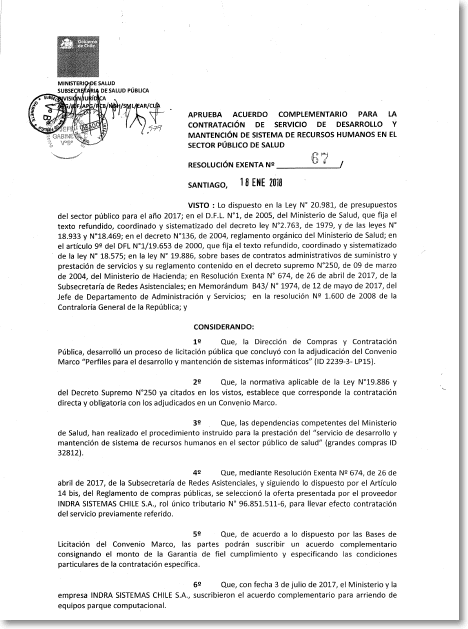 Gobierno
de Chile
MINISTERIO DE SALUD
SUBSECRETARÍA DE SALUD PÚBLICA
DIVISIÓN JURÍDICA
APRUEBA ACUERDO COMPLEMENTARIO PARA LA
CONTRATACIÓN DE SERVICIO DE DESARROLLO Y
MANTENCIÓN DE SISTEMA DE RECURSOS HUMANOS EN EL
SECTOR PÚBLICO DE SALUD
RESOLUCIÓN EXENTA Nº 67 /
SANTIAGO, 18 ENE 2018
VISTO : Lo dispuesto en la Ley N° 20.981, de presupuestos
del sector público para el año 2017; en el D.F.L. N°1, de 2005, del Ministerio de Salud, que fija el
texto refundido, coordinado y sistematizado del decreto ley N°2.763, de 1979, y de las leyes N°
18.933 y N°18.469; en el decreto N°136, de 2004, reglamento orgánico del Ministerio de Salud; en
el artículo 9º del DFL N°1/19.653 de 2000, que fija el texto refundido, coordinado y sistematizado
de la ley N° 18.575; en la ley N° 19.886, sobre bases de contratos administrativos de suministro y
prestación de servicios y su reglamento contenido en el decreto supremo N°250, de 09 de marzo
de 2004, del Ministerio de Hacienda; en Resolución Exenta N° 674, de 26 de abril de 2017, de la
Subsecretaría de Redes Asistenciales; en Memorándum B43/ N° 1974, de 12 de mayo de 2017, del
Jefe de Departamento de Administración y Servicios; en la resolución Nº 1.600 de 2008 de la
Contraloría General de la República; y
CONSIDERANDO:
1º Que, la Dirección de Compras y Contratación
Pública, desarrolló un proceso de licitación pública que concluyó con la adjudicación del Convenio
Marco "Perfiles para el desarrollo y mantención de sistemas informáticos" (ID 2239-3- LP15).
2º Que, la normativa aplicable de la Ley N°19.886 y
del Decreto Supremo N°250 ya citados en los vistos, establece que corresponde la contratación
directa y obligatoria con los adjudicados en un Convenio Marco.
3º Que, las dependencias competentes del Ministerio
de Salud, han realizado el procedimiento instruido para la prestación del "servicio de desarrollo y
mantención de sistema de recursos humanos en el sector público de salud" (grandes compras ID
32812).
4º Que, mediante Resolución Exenta Nº 674, de 26 de
abril de 2017, de la Subsecretaría de Redes Asistenciales, y siguiendo lo dispuesto por el Artículo
14 bis, del Reglamento de compras públicas, se seleccionó la oferta presentada por el proveedor
INDRA SISTEMAS CHILE S.A., rol único tributario N° 96.851.511-6, para llevar efecto contratación
del servicio previamente referido.
5º Que, de acuerdo a lo dispuesto por las Bases de
Licitación del Convenio Marco, las partes podrán suscribir un acuerdo complementario
consignando el monto de la Garantía de fiel cumplimiento y especificando las condiciones
particulares de la contratación específica.
6º Que, con fecha 3 de julio de 2017, el Ministerio y la
empresa INDRA SISTEMAS CHILE S.A., suscribieron el acuerdo complementario para arriendo de
equipos parque computacional.